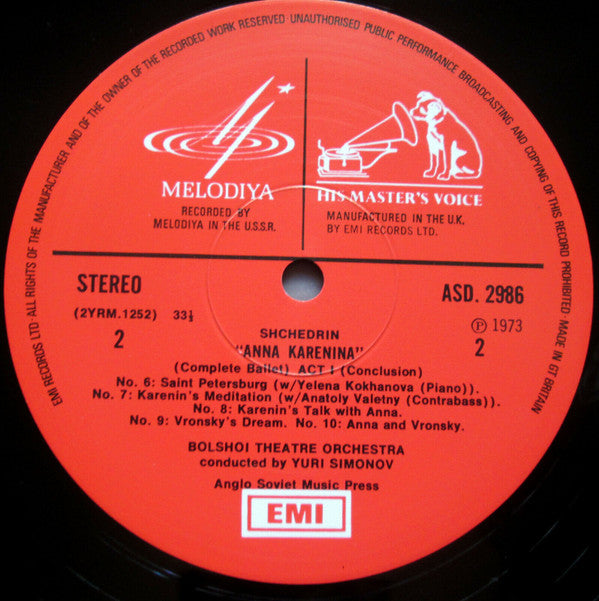 EMI RECORDS LTD · ALL RIGHTS OF THE MANUFACTURER AND OF THE OWNER OF THE RECORDED WORK RESERVED · UNAUTHORISED PUBLIC PERFORMANCE BROADCASTING AND COPYING OF THIS RECORD PROHIBITED · MADE IN GT BRITAIN
MELODIYA
RECORDED BY
MELODIYA IN THE U.S.S.R.
HIS MASTER'S VOICE
MANUFACTURED IN THE U.K.
BY EMI RECORDS LTD.
STEREO
ASD. 2986
(2YRM.1252) 33⅓
℗ 1973
2
2
SHCHEDRIN
"ANNA KARENINA"
(Complete Ballet) ACT I (Conclusion)
No. 6: Saint Petersburg (w/Yelena Kokhanova (Piano)).
No. 7: Karenin's Meditation (w/Anatoly Valetny (Contrabass)).
No. 8: Karenin's Talk with Anna.
No. 9: Vronsky's Dream. No. 10: Anna and Vronsky.
BOLSHOI THEATRE ORCHESTRA
conducted by YURI SIMONOV
Anglo Soviet Music Press
EMI